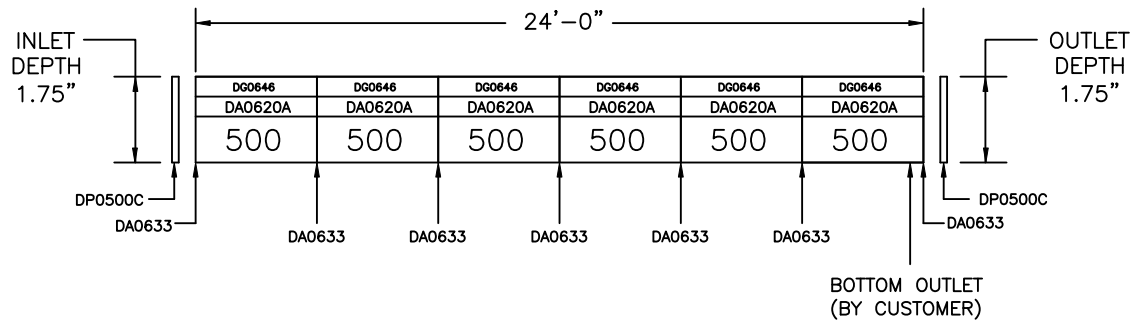 24'-0"
INLET
DEPTH
1.75"
OUTLET
DEPTH
1.75"
DG0646 DG0646 DG0646 DG0646 DG0646 DG0646
DA0620A DA0620A DA0620A DA0620A DA0620A DA0620A
500 500 500 500 500 500
DP0500C
DP0500C
DA0633
DA0633
DA0633 DA0633 DA0633 DA0633 DA0633
BOTTOM OUTLET
(BY CUSTOMER)